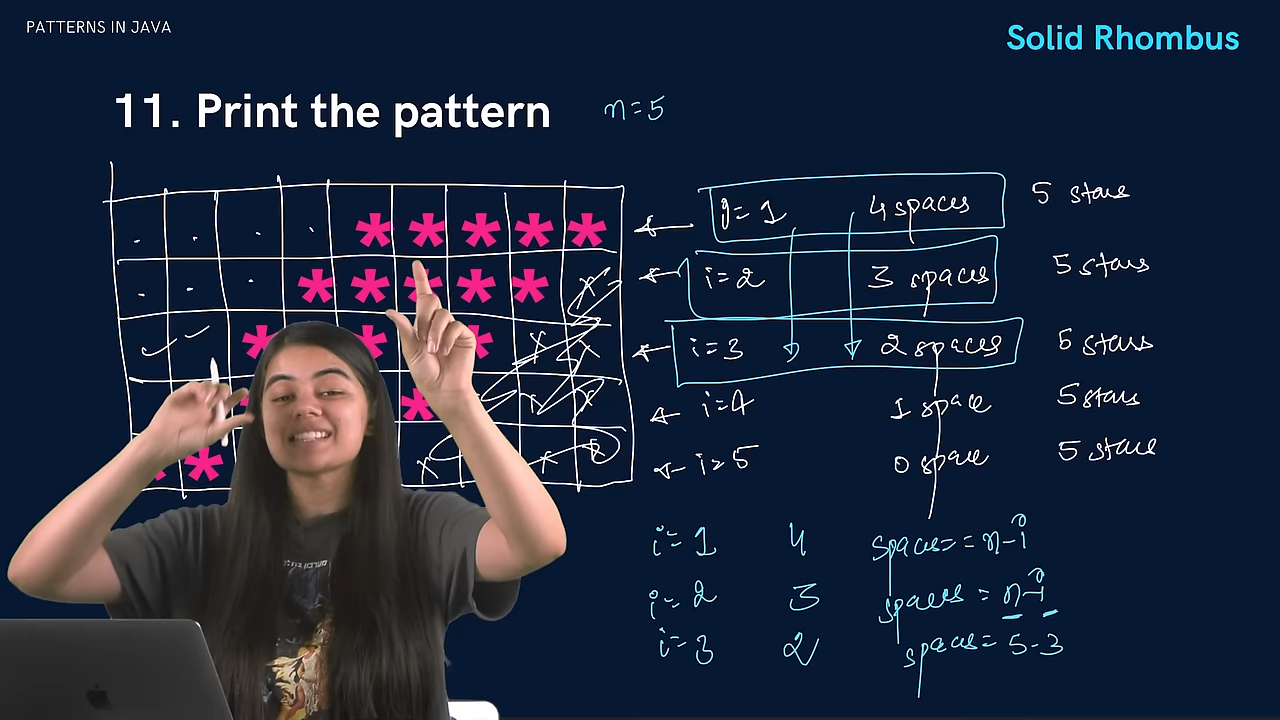 PATTERNS IN JAVA
Solid Rhombus
11. Print the pattern n=5
* * * * * i=1 4 spaces 5 stars
* * * * * i=2 3 spaces 5 stars
* * * i=3 2 spaces 5 stars
* i=4 1 space 5 stars
* i=5 0 space 5 stars
i=1 4 spaces = n-i
i=2 3 spaces = n-i
i=3 2 spaces = 5-3